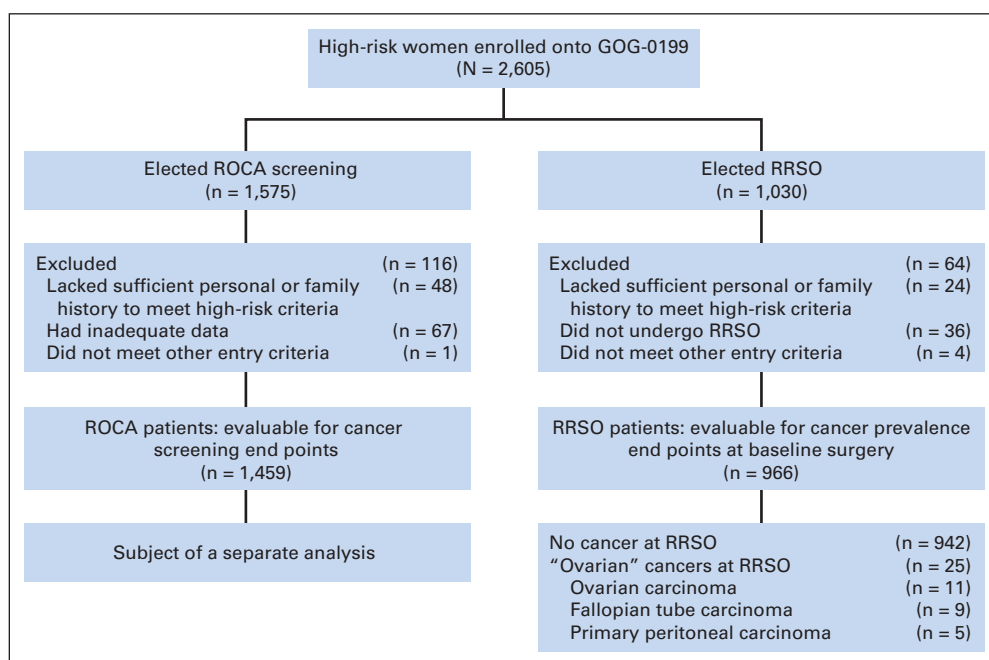 High-risk women enrolled onto GOG-0199
(N = 2,605)
Elected ROCA screening
(n = 1,575)
Elected RRSO
(n = 1,030)
Excluded (n = 116)
Lacked sufficient personal or family (n = 48)
history to meet high-risk criteria
Had inadequate data (n = 67)
Did not meet other entry criteria (n = 1)
Excluded (n = 64)
Lacked sufficient personal or family (n = 24)
history to meet high-risk criteria
Did not undergo RRSO (n = 36)
Did not meet other entry criteria (n = 4)
ROCA patients: evaluable for cancer
screening end points
(n = 1,459)
RRSO patients: evaluable for cancer prevalence
end points at baseline surgery
(n = 966)
Subject of a separate analysis
No cancer at RRSO (n = 942)
“Ovarian” cancers at RRSO (n = 25)
Ovarian carcinoma (n = 11)
Fallopian tube carcinoma (n = 9)
Primary peritoneal carcinoma (n = 5)